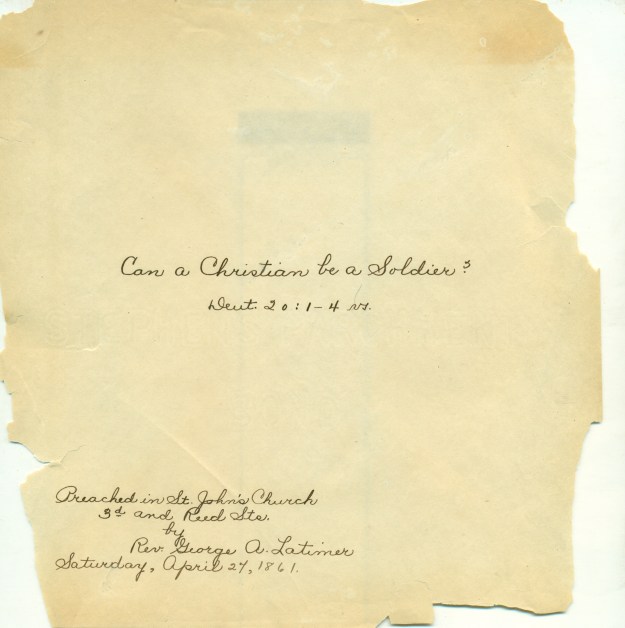 Can a Christian be a Soldier?
Deut. 20:1-4 vs.
Preached in St. John's Church
3d and Reed Sts.
by
Rev. George A. Latimer
Saturday, April 27, 1861.